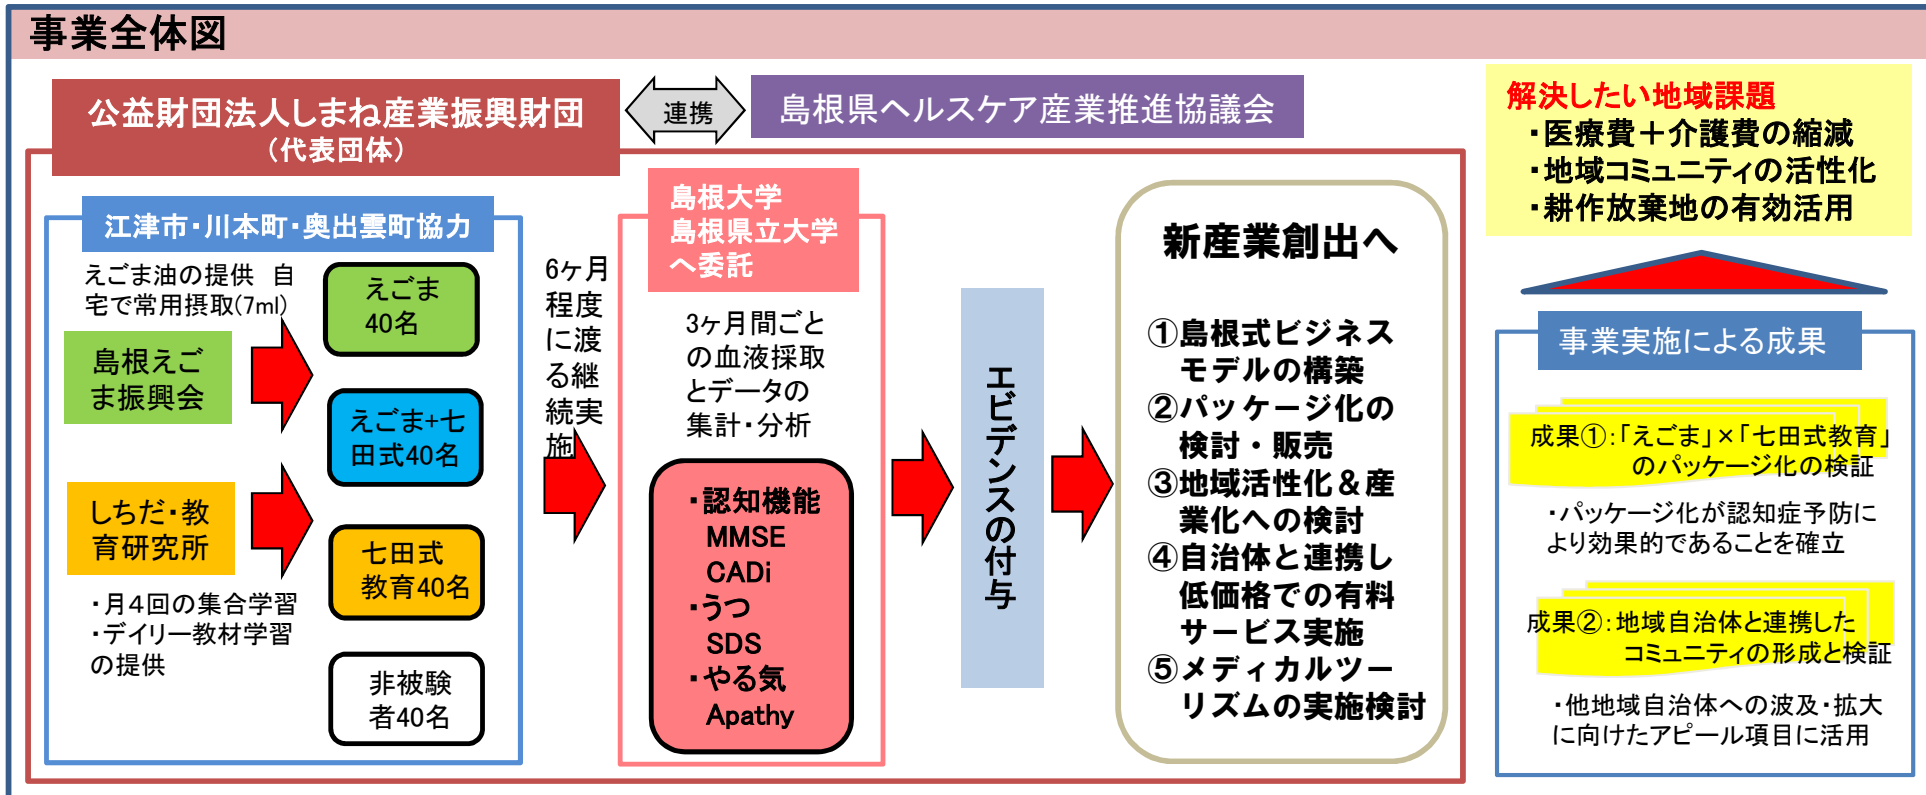 事業全体図
公益財団法人しまね産業振興財団
（代表団体）
連携
島根県ヘルスケア産業推進協議会
江津市・川本町・奥出雲町協力
えごま油の提供　自
宅で常用摂取(7ml)
島根えご
ま振興会
しちだ・教
育研究所
・月４回の集合学習
・デイリー教材学習
の提供
えごま
40名
えごま+七
田式40名
七田式
教育40名
非被験
者40名
6ヶ月
程度
に渡
る継
続実
施
島根大学
島根県立大学
へ委託
3ヶ月間ごと
の血液採取
とデータの
集計・分析
・認知機能
MMSE
CADi
・うつ
SDS
・やる気
Apathy
エビデンスの付与
新産業創出へ
①島根式ビジネス
モデルの構築
②パッケージ化の
検討・販売
③地域活性化＆産
業化への検討
④自治体と連携し
低価格での有料
サービス実施
⑤メディカルツー
リズムの実施検討
解決したい地域課題
・医療費＋介護費の縮減
・地域コミュニティの活性化
・耕作放棄地の有効活用
事業実施による成果
成果①：「えごま」×「七田式教育」
のパッケージ化の検証
・パッケージ化が認知症予防に
より効果的であることを確立
成果②：地域自治体と連携した
コミュニティの形成と検証
・他地域自治体への波及・拡大
に向けたアピール項目に活用